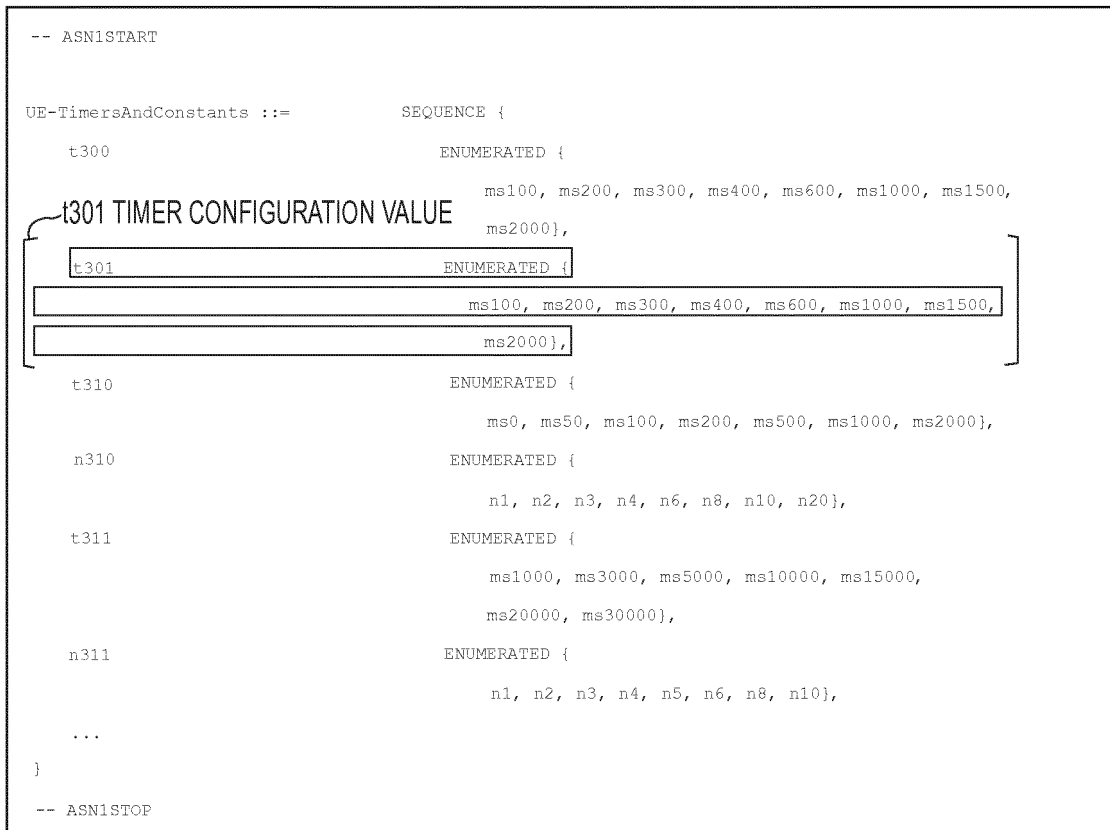 -- ASN1START
UE-TimersAndConstants ::= SEQUENCE {
t300 ENUMERATED {
ms100, ms200, ms300, ms400, ms600, ms1000, ms1500,
t301 TIMER CONFIGURATION VALUE
ms2000},
t301 ENUMERATED {
ms100, ms200, ms300, ms400, ms600, ms1000, ms1500,
ms2000},
t310 ENUMERATED {
ms0, ms50, ms100, ms200, ms500, ms1000, ms2000},
n310 ENUMERATED {
n1, n2, n3, n4, n6, n8, n10, n20},
t311 ENUMERATED {
ms1000, ms3000, ms5000, ms10000, ms15000,
ms20000, ms30000},
n311 ENUMERATED {
n1, n2, n3, n4, n5, n6, n8, n10},
...
}
-- ASN1STOP